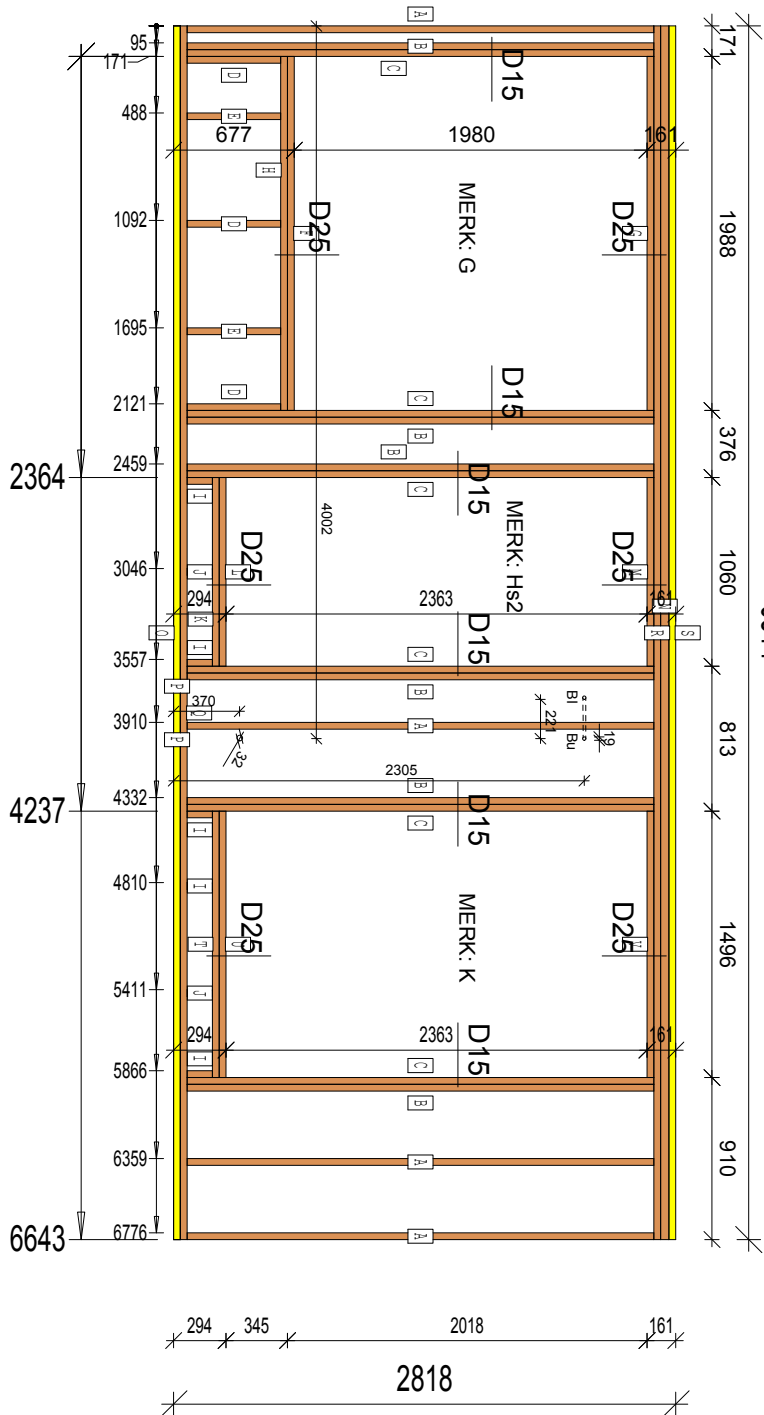 A
95
B
171
171
D15
C
D
488
E
677
1980
161
H
1988
MERK: G
1092
D
D25
F
D25
G
1695
E
2121
D
C
D15
B
376
2459
B
2364
D15
I
C
4002
MERK: Hs2
1060
3046
J
L
D25
D25
M
294
2363
161
N
O
K
I
R
S
3557
C
D15
P
B
370
Q
BI
3910
A
221
19
813
P
32
Bu
2305
4332
B
4237
D15
I
C
4810
I
MERK: K
1496
T
U
D25
D25
V
5411
J
294
2363
161
5866
I
C
D15
B
910
6359
A
6643
6776
A
294
345
2018
161
2818